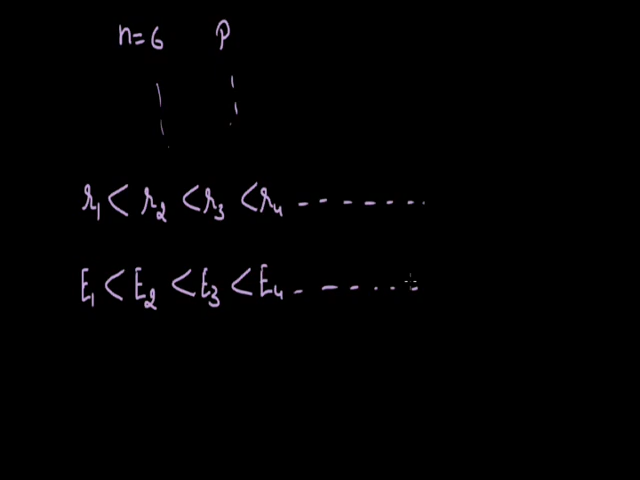 n=6 P
r₁ < r₂ < r₃ < r₄ - - - - - - -
E₁ < E₂ < E₃ < E₄ - - - - - -